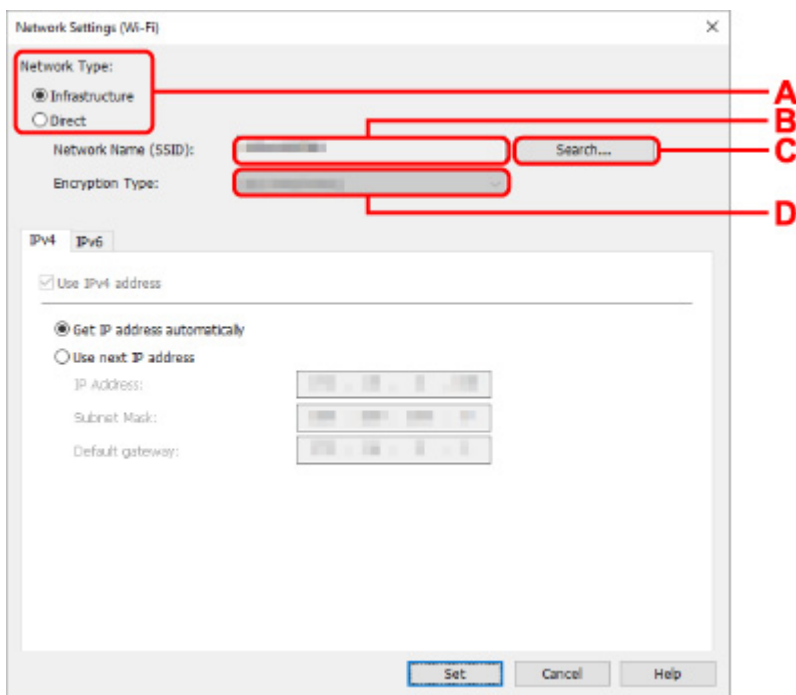 Network Settings (Wi-Fi)
Network Type:
Infrastructure
A
Direct
B
Network Name (SSID):
Search...
C
Encryption Type:
D
IPv4 IPv6
Use IPv4 address
Get IP address automatically
Use next IP address
IP Address:
Subnet Mask:
Default gateway:
Set Cancel Help